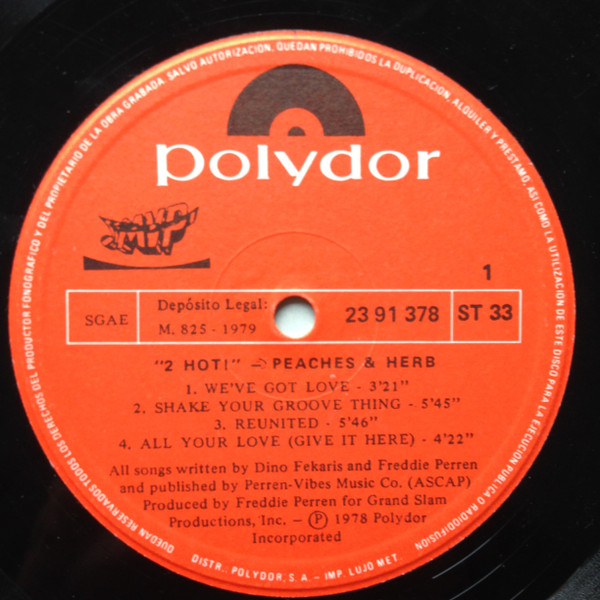 QUEDAN RESERVADOS TODOS LOS DERECHOS DEL PRODUCTOR FONOGRAFICO Y DEL PROPIETARIO DE LA OBRA GRABADA. SALVO AUTORIZACION, QUEDAN PROHIBIDOS LA DUPLICACION, ALQUILER Y PRESTAMO, ASI COMO LA UTILIZACION DE ESTE DISCO PARA LA EJECUCION PUBLICA O RADIODIFUSION
polydor
MVP
1
SGAE
Depósito Legal:
M. 825 - 1979
23 91 378
ST 33
"2 HOT!" – PEACHES & HERB
1. WE'VE GOT LOVE - 3'21"
2. SHAKE YOUR GROOVE THING - 5'45"
3. REUNITED - 5'46"
4. ALL YOUR LOVE (GIVE IT HERE) - 4'22"
All songs written by Dino Fekaris and Freddie Perren
and published by Perren-Vibes Music Co. (ASCAP)
Produced by Freddie Perren for Grand Slam
Productions, Inc. – Ⓟ 1978 Polydor
Incorporated
DISTR.: POLYDOR, S.A. – IMP. LUJO MET.